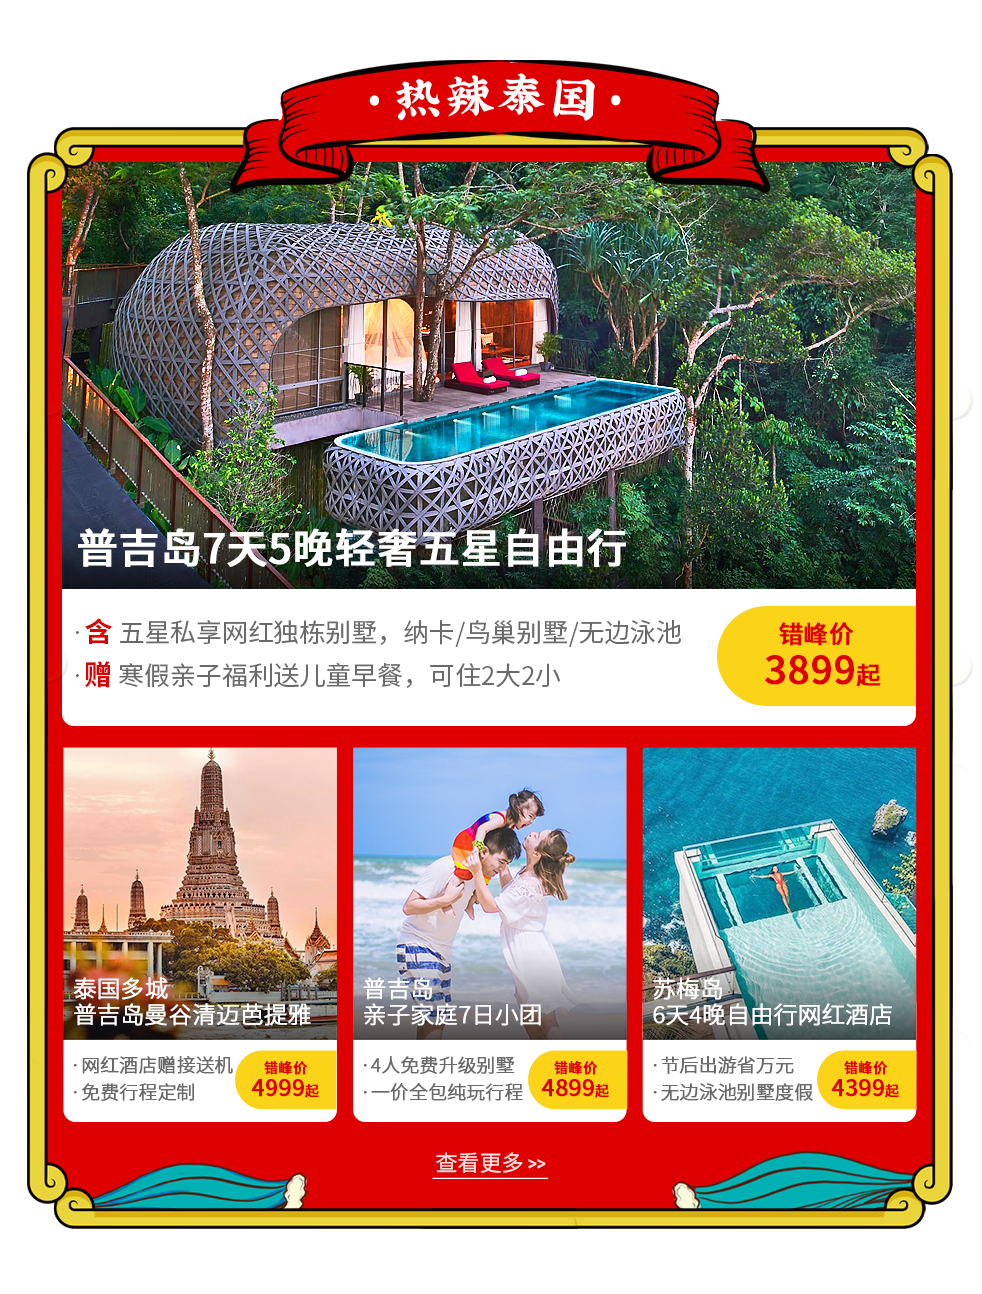 ·热辣泰国·
普吉岛7天5晚轻奢五星自由行
·含 五星私享网红独栋别墅，纳卡/鸟巢别墅/无边泳池
·赠 寒假亲子福利送儿童早餐，可住2大2小
错峰价
3899起
泰国多城
普吉岛曼谷清迈芭提雅
·网红酒店赠接送机
·免费行程定制
错峰价
4999起
普吉岛
亲子家庭7日小团
·4人免费升级别墅
·一价全包纯玩行程
错峰价
4899起
苏梅岛
6天4晚自由行网红酒店
·节后出游省万元
·无边泳池别墅度假
错峰价
4399起
查看更多 >>